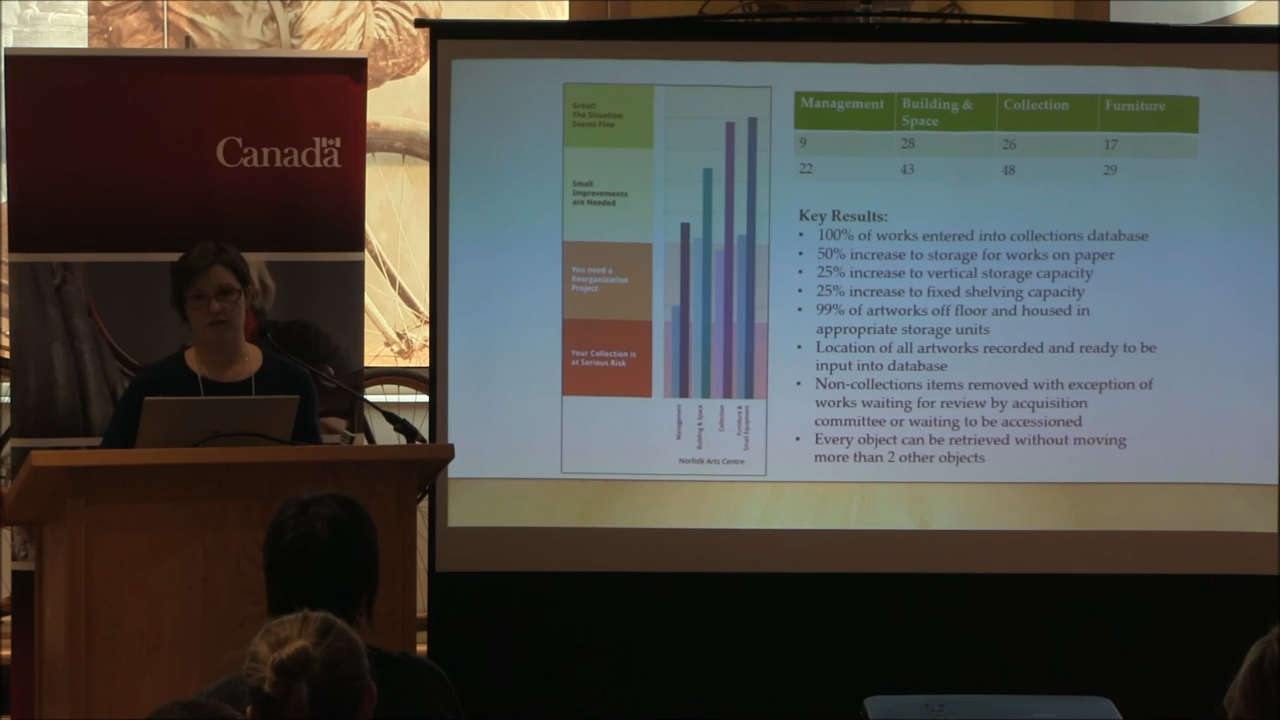 Canada
Great!
The Situation
Seems Fine
Small
Improvements
are Needed
You need a
Reorganization
Project
Your Collection is
at Serious Risk
Management
Building & Space
Collection
Furniture &
Small Equipment
Norfolk Arts Centre
Management Building & Collection Furniture
Space
9 28 26 17
22 43 48 29
Key Results:
• 100% of works entered into collections database
• 50% increase to storage for works on paper
• 25% increase to vertical storage capacity
• 25% increase to fixed shelving capacity
• 99% of artworks off floor and housed in
appropriate storage units
• Location of all artworks recorded and ready to be
input into database
• Non-collections items removed with exception of
works waiting for review by acquisition
committee or waiting to be accessioned
• Every object can be retrieved without moving
more than 2 other objects